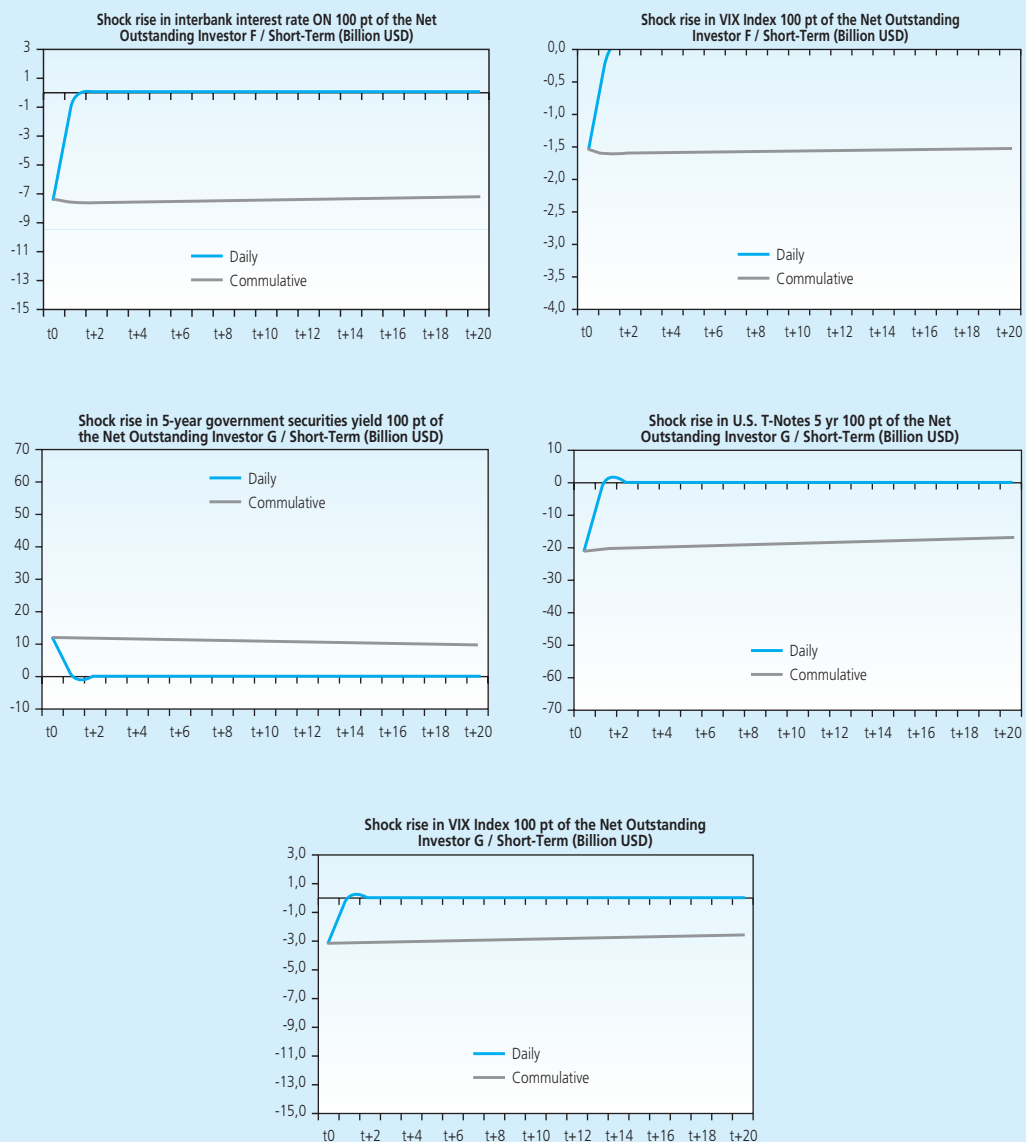 Shock rise in interbank interest rate ON 100 pt of the Net
Outstanding Investor F / Short-Term (Billion USD)
3
1
-1
-3
-5
-7
-9
-11
-13
-15
Daily
Commulative
t0 t+2 t+4 t+6 t+8 t+10 t+12 t+14 t+16 t+18 t+20
Shock rise in VIX Index 100 pt of the Net Outstanding
Investor F / Short-Term (Billion USD)
0,0
-0,5
-1,0
-1,5
-2,0
-2,5
-3,0
-3,5
-4,0
Daily
Commulative
t0 t+2 t+4 t+6 t+8 t+10 t+12 t+14 t+16 t+18 t+20
Shock rise in 5-year government securities yield 100 pt of
the Net Outstanding Investor G / Short-Term (Billion USD)
70
60
50
40
30
20
10
0
-10
Daily
Commulative
t0 t+2 t+4 t+6 t+8 t+10 t+12 t+14 t+16 t+18 t+20
Shock rise in U.S. T-Notes 5 yr 100 pt of the Net
Outstanding Investor G / Short-Term (Billion USD)
10
0
-10
-20
-30
-40
-50
-60
-70
Daily
Commulative
t0 t+2 t+4 t+6 t+8 t+10 t+12 t+14 t+16 t+18 t+20
Shock rise in VIX Index 100 pt of the Net Outstanding
Investor G / Short-Term (Billion USD)
3,0
1,0
-1,0
-3,0
-5,0
-7,0
-9,0
-11,0
-13,0
-15,0
Daily
Commulative
t0 t+2 t+4 t+6 t+8 t+10 t+12 t+14 t+16 t+18 t+20